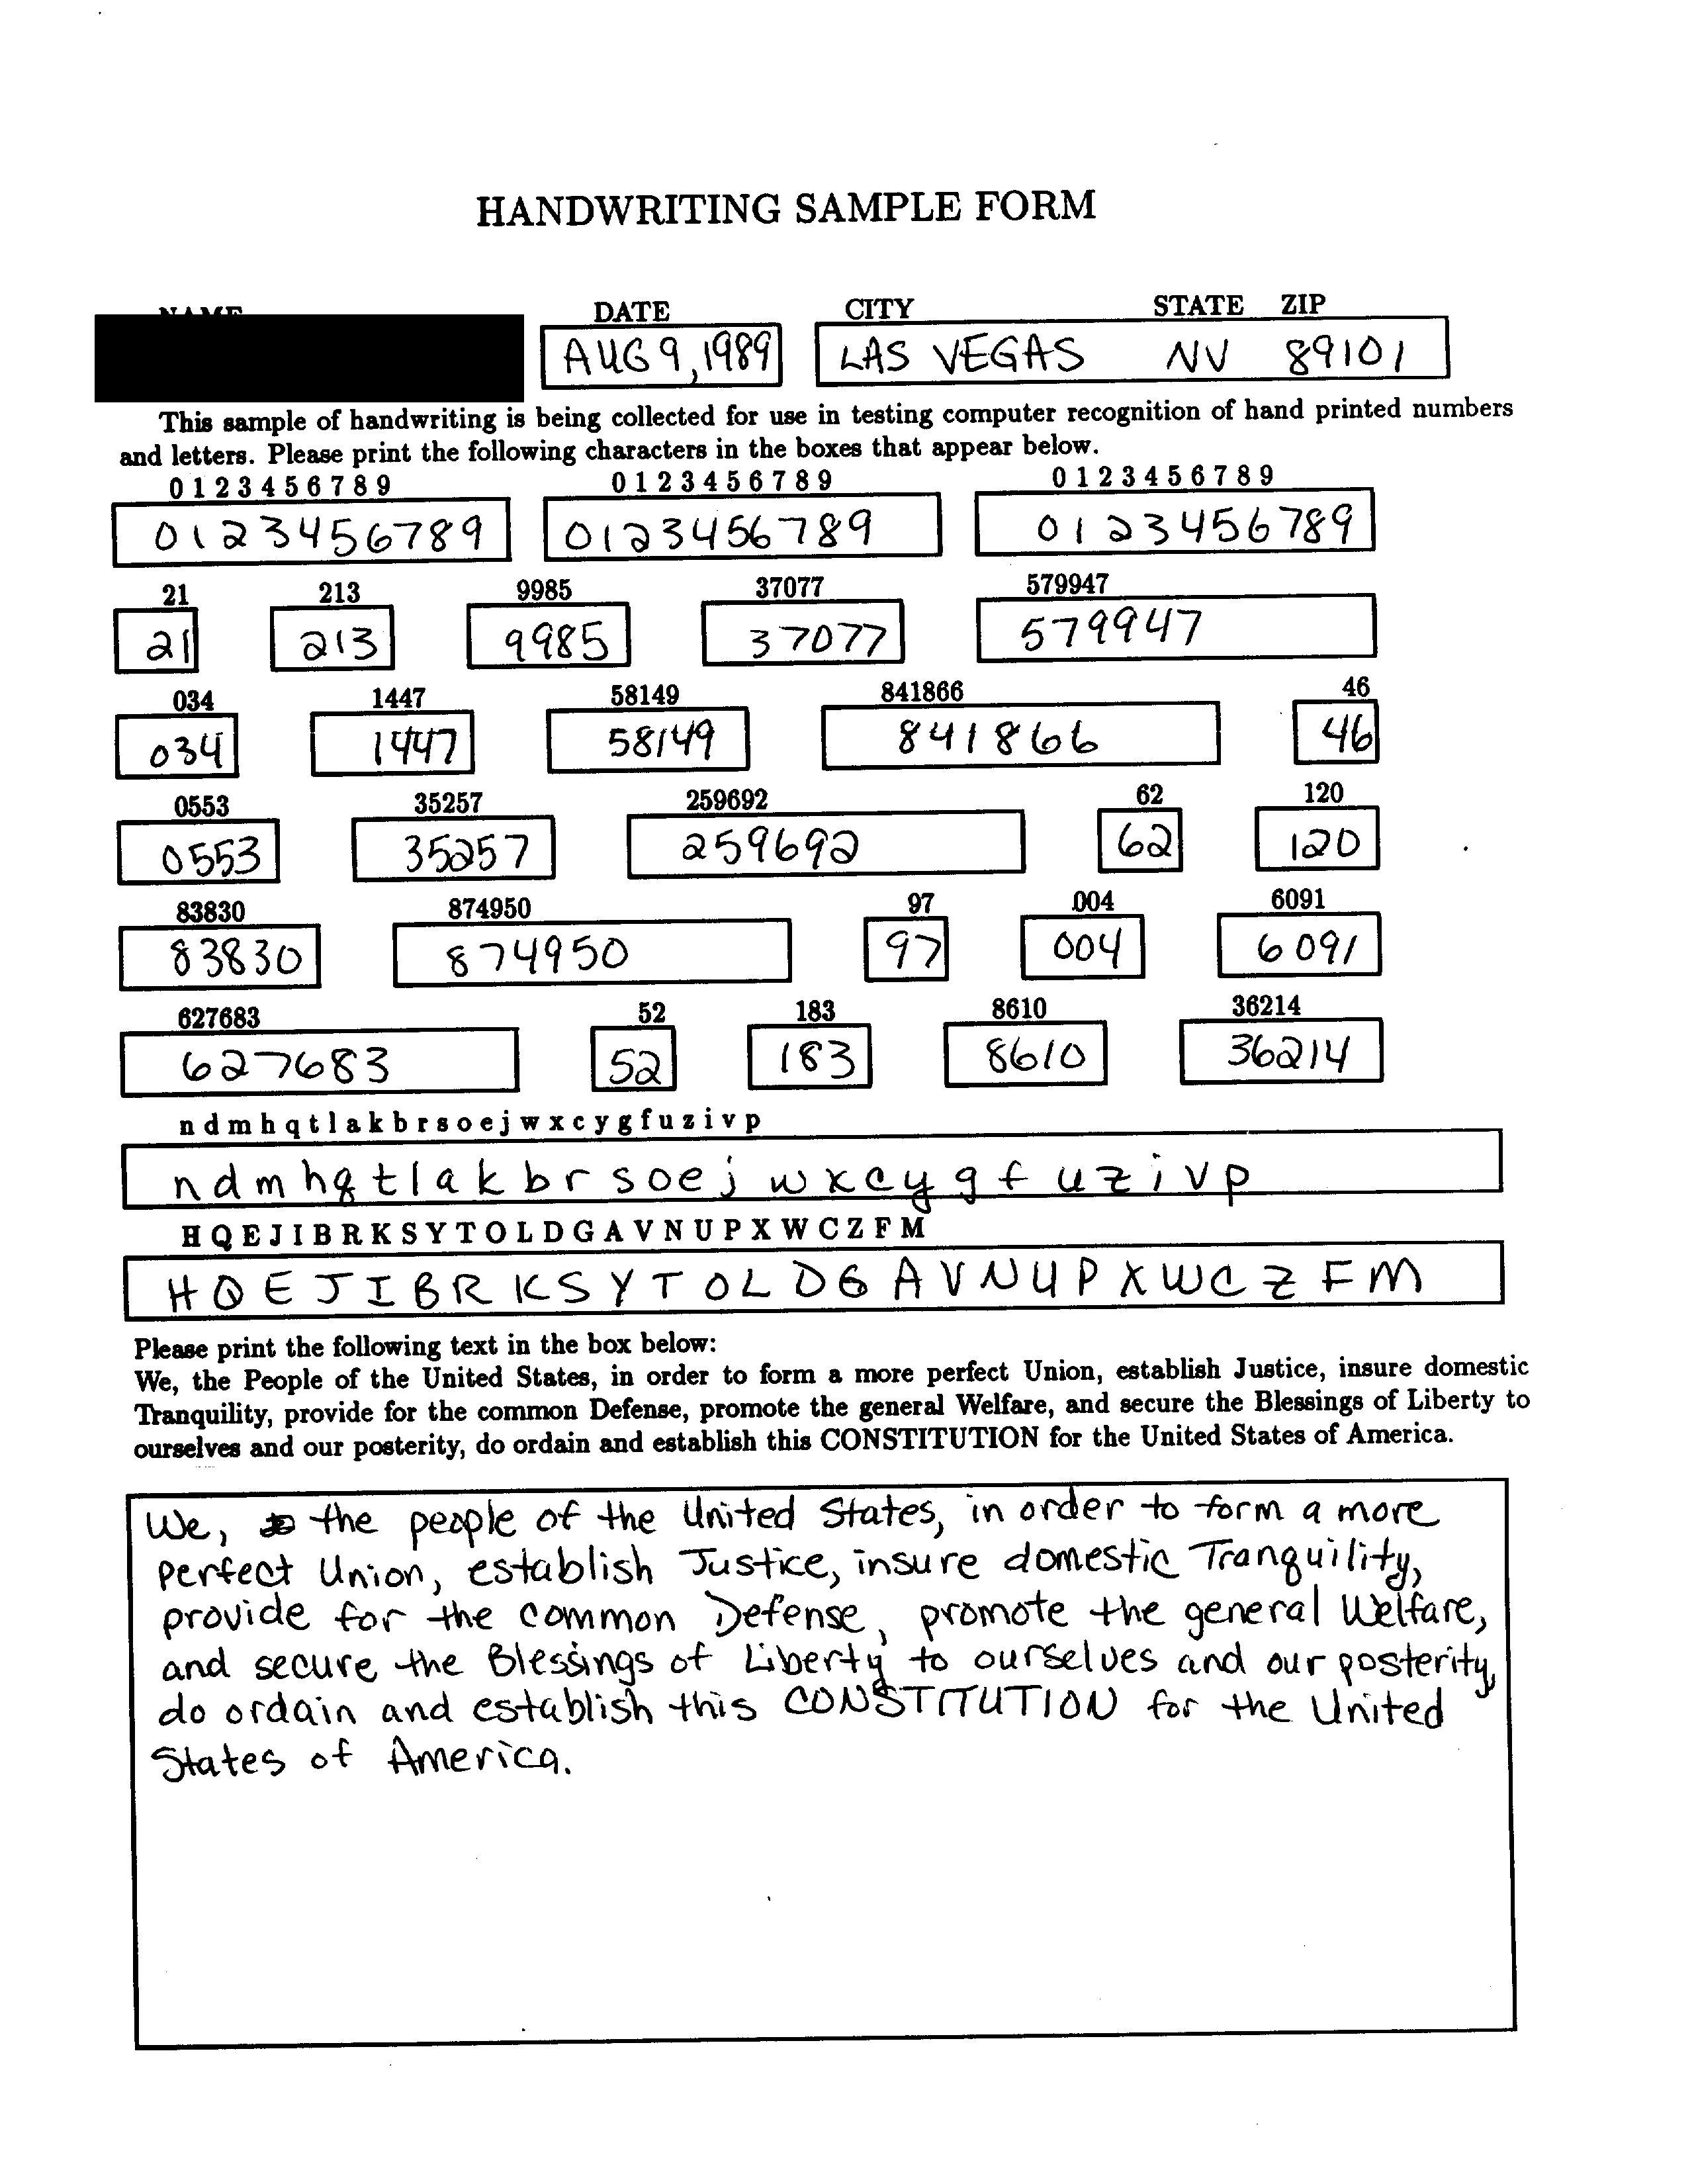 HANDWRITING SAMPLE FORM
DATE CITY STATE ZIP
AUG 9, 1989 LAS VEGAS NV 89101
This sample of handwriting is being collected for use in testing computer recognition of hand printed numbers
and letters. Please print the following characters in the boxes that appear below.
0 1 2 3 4 5 6 7 8 9 0 1 2 3 4 5 6 7 8 9 0 1 2 3 4 5 6 7 8 9
0123456789 0123456789 0123456789
21 213 9985 37077 579947
21 213 9985 37077 579947
034 1447 58149 841866 46
034 1447 58149 841866 46
0553 35257 259692 62 120
0553 35257 259692 62 120
83830 874950 97 004 6091
83830 874950 97 004 6091
627683 52 183 8610 36214
627683 52 183 8610 36214
n d m h q t l a k b r s o e j w x c y g f u z i v p
n d m h q t l a k b r s o e j w x c y g f u z i v p
H Q E J I B R K S Y T O L D G A V N U P X W C Z F M
H Q E J I B R K S Y T O L D G A V N U P X W C Z F M
Please print the following text in the box below:
We, the People of the United States, in order to form a more perfect Union, establish Justice, insure domestic
Tranquility, provide for the common Defense, promote the general Welfare, and secure the Blessings of Liberty to
ourselves and our posterity, do ordain and establish this CONSTITUTION for the United States of America.
We, the people of the United States, in order to form a more
perfect Union, establish Justice, insure domestic Tranquility,
provide for the common Defense, promote the general Welfare,
and secure the Blessings of Liberty to ourselves and our posterity,
do ordain and establish this CONSTITUTION for the United
States of America.